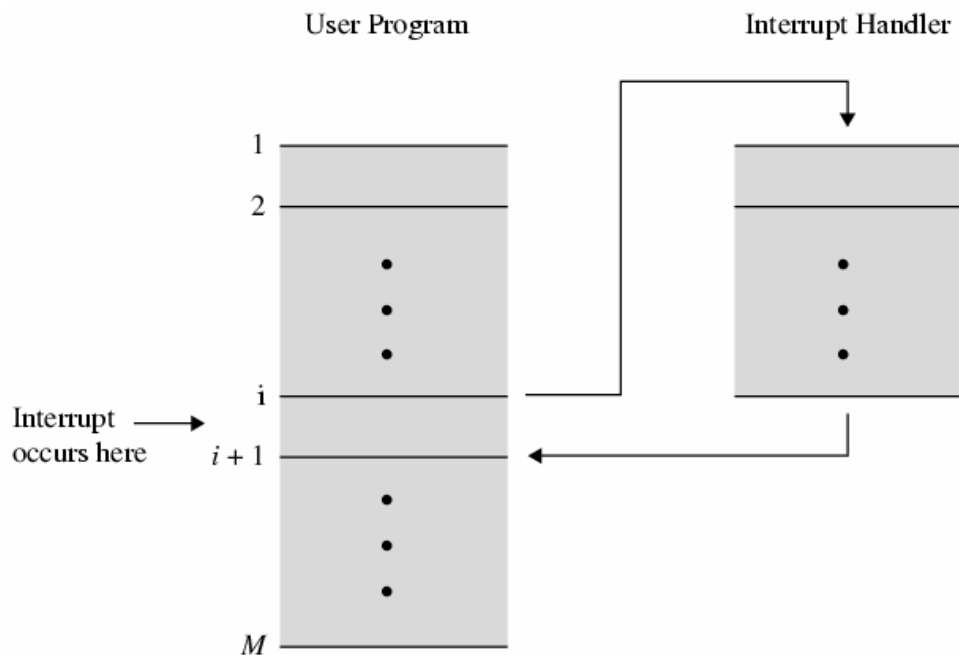 User Program
Interrupt Handler
1
2
i
Interrupt
occurs here
i + 1
M